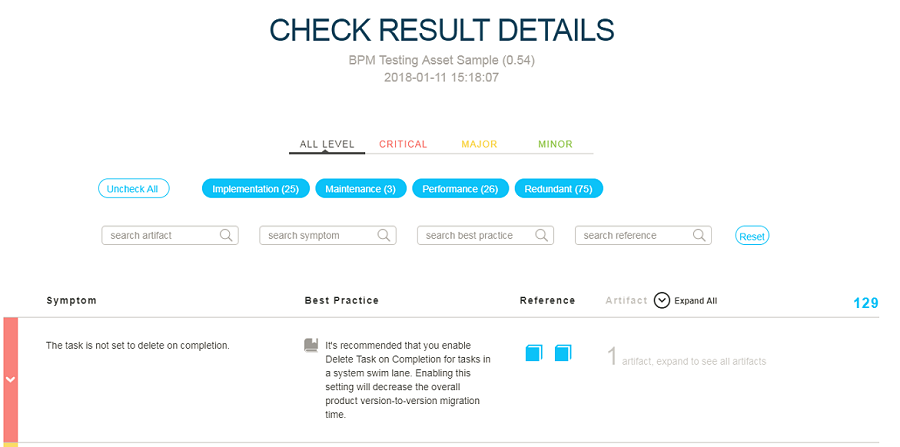 CHECK RESULT DETAILS
BPM Testing Asset Sample (0.54)
2018-01-11 15:18:07
ALL LEVEL CRITICAL MAJOR MINOR
Uncheck All Implementation (25) Maintenance (3) Performance (26) Redundant (75)
search artifact search symptom search best practice search reference Reset
Symptom Best Practice Reference Artifact Expand All 129
The task is not set to delete on completion.
It's recommended that you enable
Delete Task on Completion for tasks in
a system swim lane. Enabling this
setting will decrease the overall
product version-to-version migration
time.
1 artifact, expand to see all artifacts